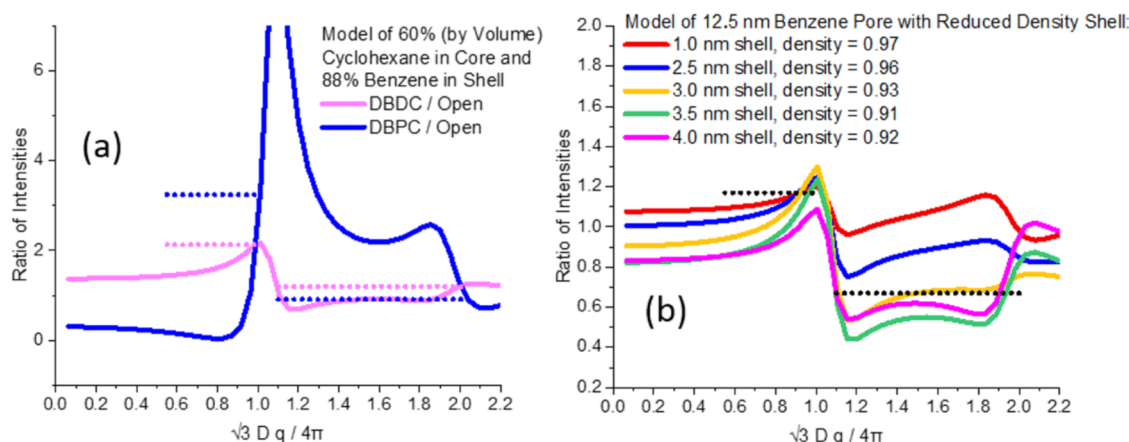 Model of 60% (by Volume)
Cyclohexane in Core and
88% Benzene in Shell
DBDC / Open
DBPC / Open
(a)
Ratio of Intensities
6
4
2
0
0.0 0.2 0.4 0.6 0.8 1.0 1.2 1.4 1.6 1.8 2.0 2.2
√3 D q / 4π
Model of 12.5 nm Benzene Pore with Reduced Density Shell:
1.0 nm shell, density = 0.97
2.5 nm shell, density = 0.96
3.0 nm shell, density = 0.93
3.5 nm shell, density = 0.91
4.0 nm shell, density = 0.92
(b)
Ratio of Intensities
2.0
1.8
1.6
1.4
1.2
1.0
0.8
0.6
0.4
0.2
0.0 0.2 0.4 0.6 0.8 1.0 1.2 1.4 1.6 1.8 2.0 2.2
√3 D q / 4π